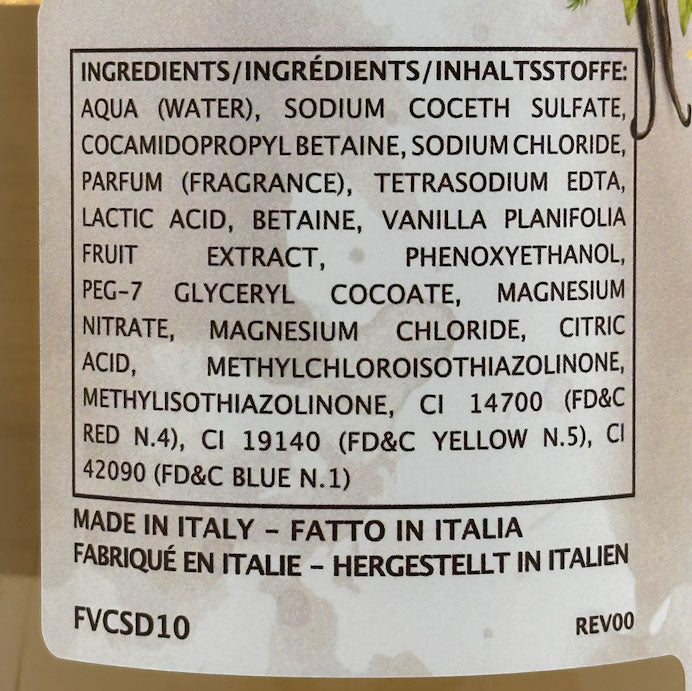 INGREDIENTS/INGRÉDIENTS/INHALTSSTOFFE:
AQUA (WATER), SODIUM COCETH SULFATE,
COCAMIDOPROPYL BETAINE, SODIUM CHLORIDE,
PARFUM (FRAGRANCE), TETRASODIUM EDTA,
LACTIC ACID, BETAINE, VANILLA PLANIFOLIA
FRUIT EXTRACT, PHENOXYETHANOL,
PEG-7 GLYCERYL COCOATE, MAGNESIUM
NITRATE, MAGNESIUM CHLORIDE, CITRIC
ACID, METHYLCHLOROISOTHIAZOLINONE,
METHYLISOTHIAZOLINONE, CI 14700 (FD&C
RED N.4), CI 19140 (FD&C YELLOW N.5), CI
42090 (FD&C BLUE N.1)
MADE IN ITALY – FATTO IN ITALIA
FABRIQUÉ EN ITALIE – HERGESTELLT IN ITALIEN
FVCSD10 REV00